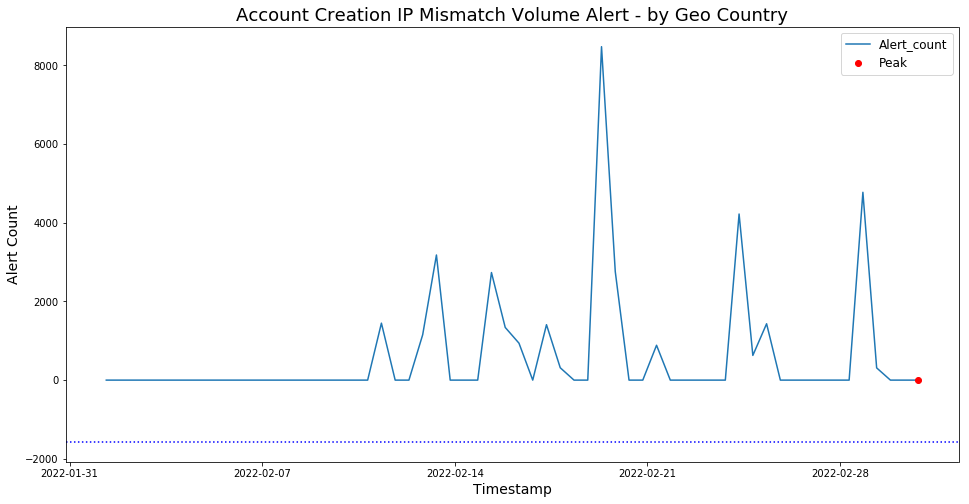 Account Creation IP Mismatch Volume Alert - by Geo Country
Alert_count
Peak
Alert Count
8000
6000
4000
2000
0
−2000
2022-01-31
2022-02-07
2022-02-14
2022-02-21
2022-02-28
Timestamp